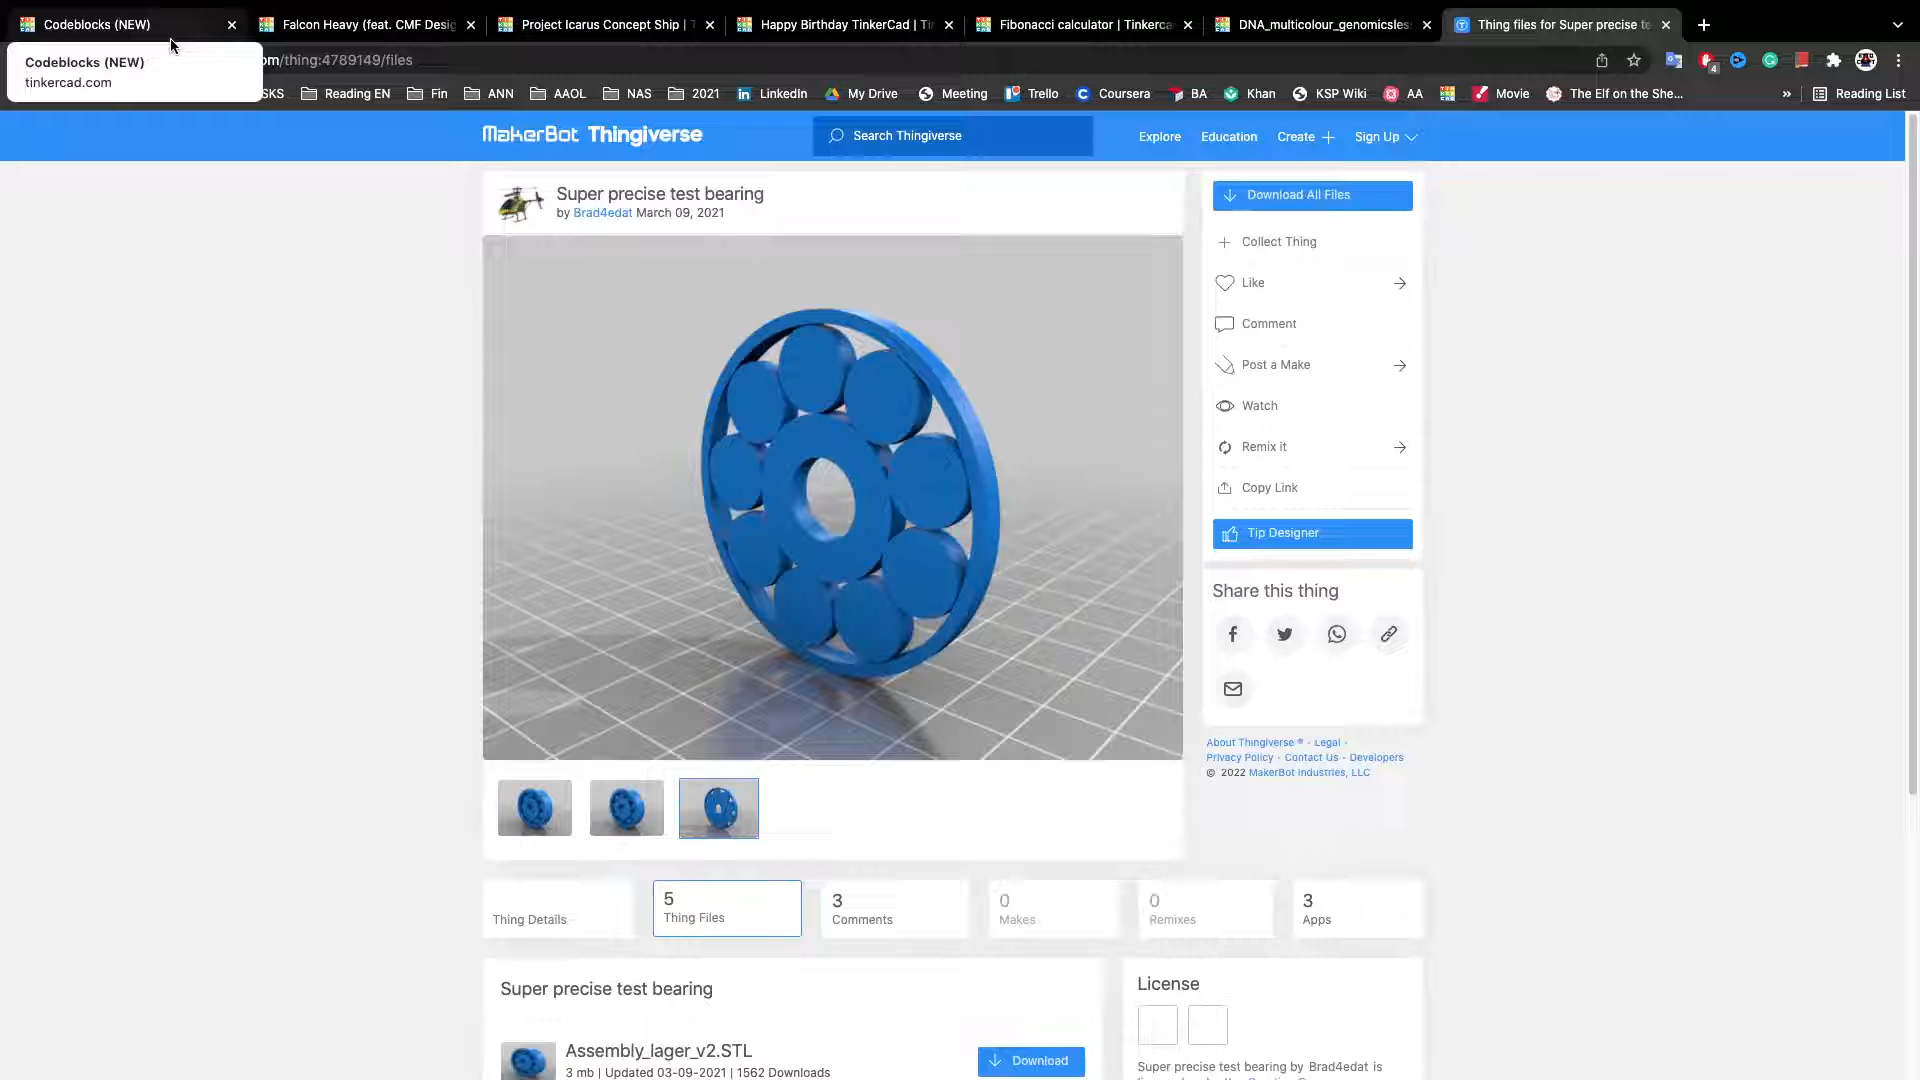 Codeblocks (NEW)
Falcon Heavy (feat. CMF Desig
Project Icarus Concept Ship | T
Happy Birthday TinkerCad | Tin
Fibonacci calculator | Tinkerca
DNA_multicolour_genomicsles
Thing files for Super precise te
Codeblocks (NEW)
tinkercad.com
om/thing:4789149/files
4
SKS
Reading EN
Fin
ANN
AAOL
NAS
2021
LinkedIn
My Drive
Meeting
Trello
Coursera
BA
Khan
KSP Wiki
AA
Movie
The Elf on the She...
»
Reading List
MakerBot Thingiverse
Search Thingiverse
Explore
Education
Create
Sign Up
Super precise test bearing
by Brad4edat March 09, 2021
Download All Files
Collect Thing
Like
Comment
Post a Make
Watch
Remix it
Copy Link
Tip Designer
Share this thing
About Thingiverse ® · Legal ·
Privacy Policy · Contact Us · Developers
© 2022 MakerBot Industries, LLC
Thing Details
5
Thing Files
3
Comments
0
Makes
0
Remixes
3
Apps
Super precise test bearing
License
Assembly_lager_v2.STL
3 mb | Updated 03-09-2021 | 1562 Downloads
Download
Super precise test bearing by Brad4edat is